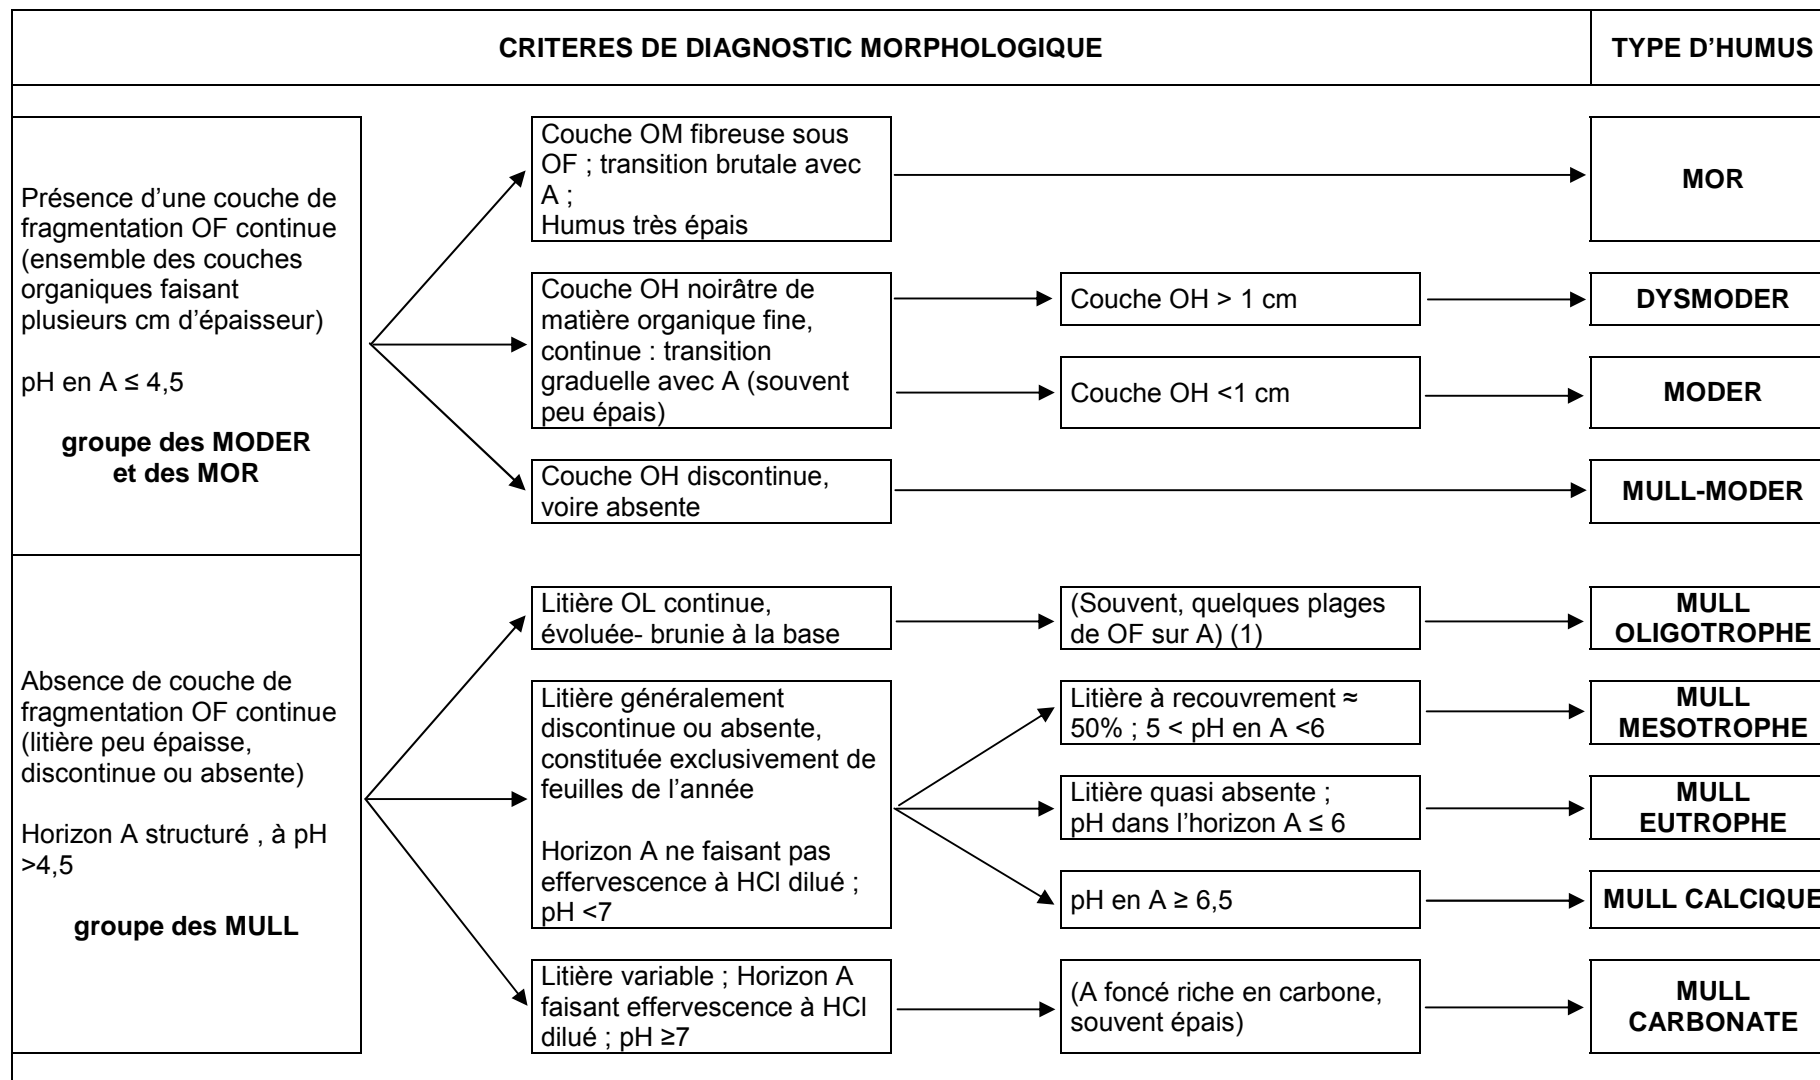 CRITERES DE DIAGNOSTIC MORPHOLOGIQUE
TYPE D’HUMUS
Présence d’une couche de
fragmentation OF continue
(ensemble des couches
organiques faisant
plusieurs cm d’épaisseur)
pH en A ≤ 4,5
groupe des MODER
et des MOR
Couche OM fibreuse sous
OF ; transition brutale avec
A ;
Humus très épais
MOR
Couche OH noirâtre de
matière organique fine,
continue : transition
graduelle avec A (souvent
peu épais)
Couche OH > 1 cm
DYSMODER
Couche OH <1 cm
MODER
Couche OH discontinue,
voire absente
MULL-MODER
Absence de couche de
fragmentation OF continue
(litière peu épaisse,
discontinue ou absente)
Horizon A structuré , à pH
>4,5
groupe des MULL
Litière OL continue,
évoluée- brunie à la base
(Souvent, quelques plages
de OF sur A) (1)
MULL
OLIGOTROPHE
Litière généralement
discontinue ou absente,
constituée exclusivement de
feuilles de l’année
Horizon A ne faisant pas
effervescence à HCl dilué ;
pH <7
Litière à recouvrement ≈
50% ; 5 < pH en A <6
MULL
MESOTROPHE
Litière quasi absente ;
pH dans l’horizon A ≤ 6
MULL
EUTROPHE
pH en A ≥ 6,5
MULL CALCIQUE
Litière variable ; Horizon A
faisant effervescence à HCl
dilué ; pH ≥7
(A foncé riche en carbone,
souvent épais)
MULL
CARBONATE